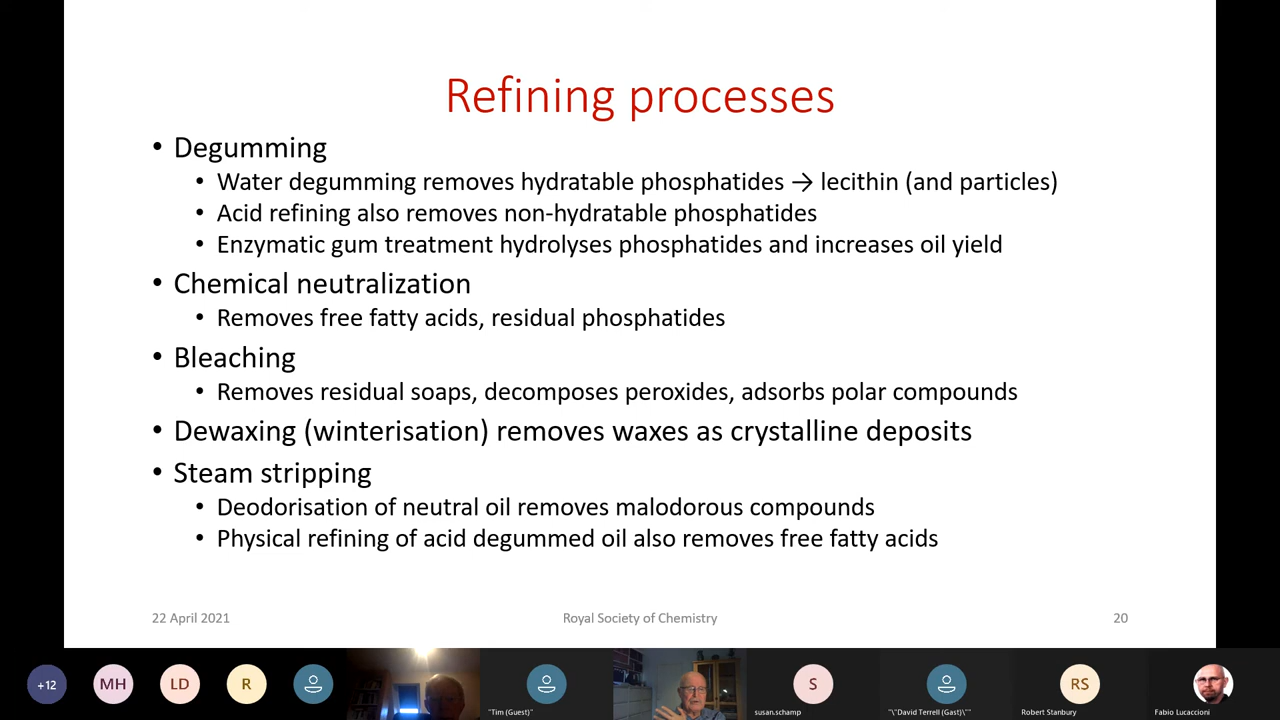 Refining processes
• Degumming
• Water degumming removes hydratable phosphatides → lecithin (and particles)
• Acid refining also removes non-hydratable phosphatides
• Enzymatic gum treatment hydrolyses phosphatides and increases oil yield
• Chemical neutralization
• Removes free fatty acids, residual phosphatides
• Bleaching
• Removes residual soaps, decomposes peroxides, adsorbs polar compounds
• Dewaxing (winterisation) removes waxes as crystalline deposits
• Steam stripping
• Deodorisation of neutral oil removes malodorous compounds
• Physical refining of acid degummed oil also removes free fatty acids
22 April 2021 Royal Society of Chemistry 20
+12 MH LD R S RS
"Tim (Guest)" susan.schamp "\"David Terrell (Gast)\"" Robert Stanbury Fabio Lucaccioni